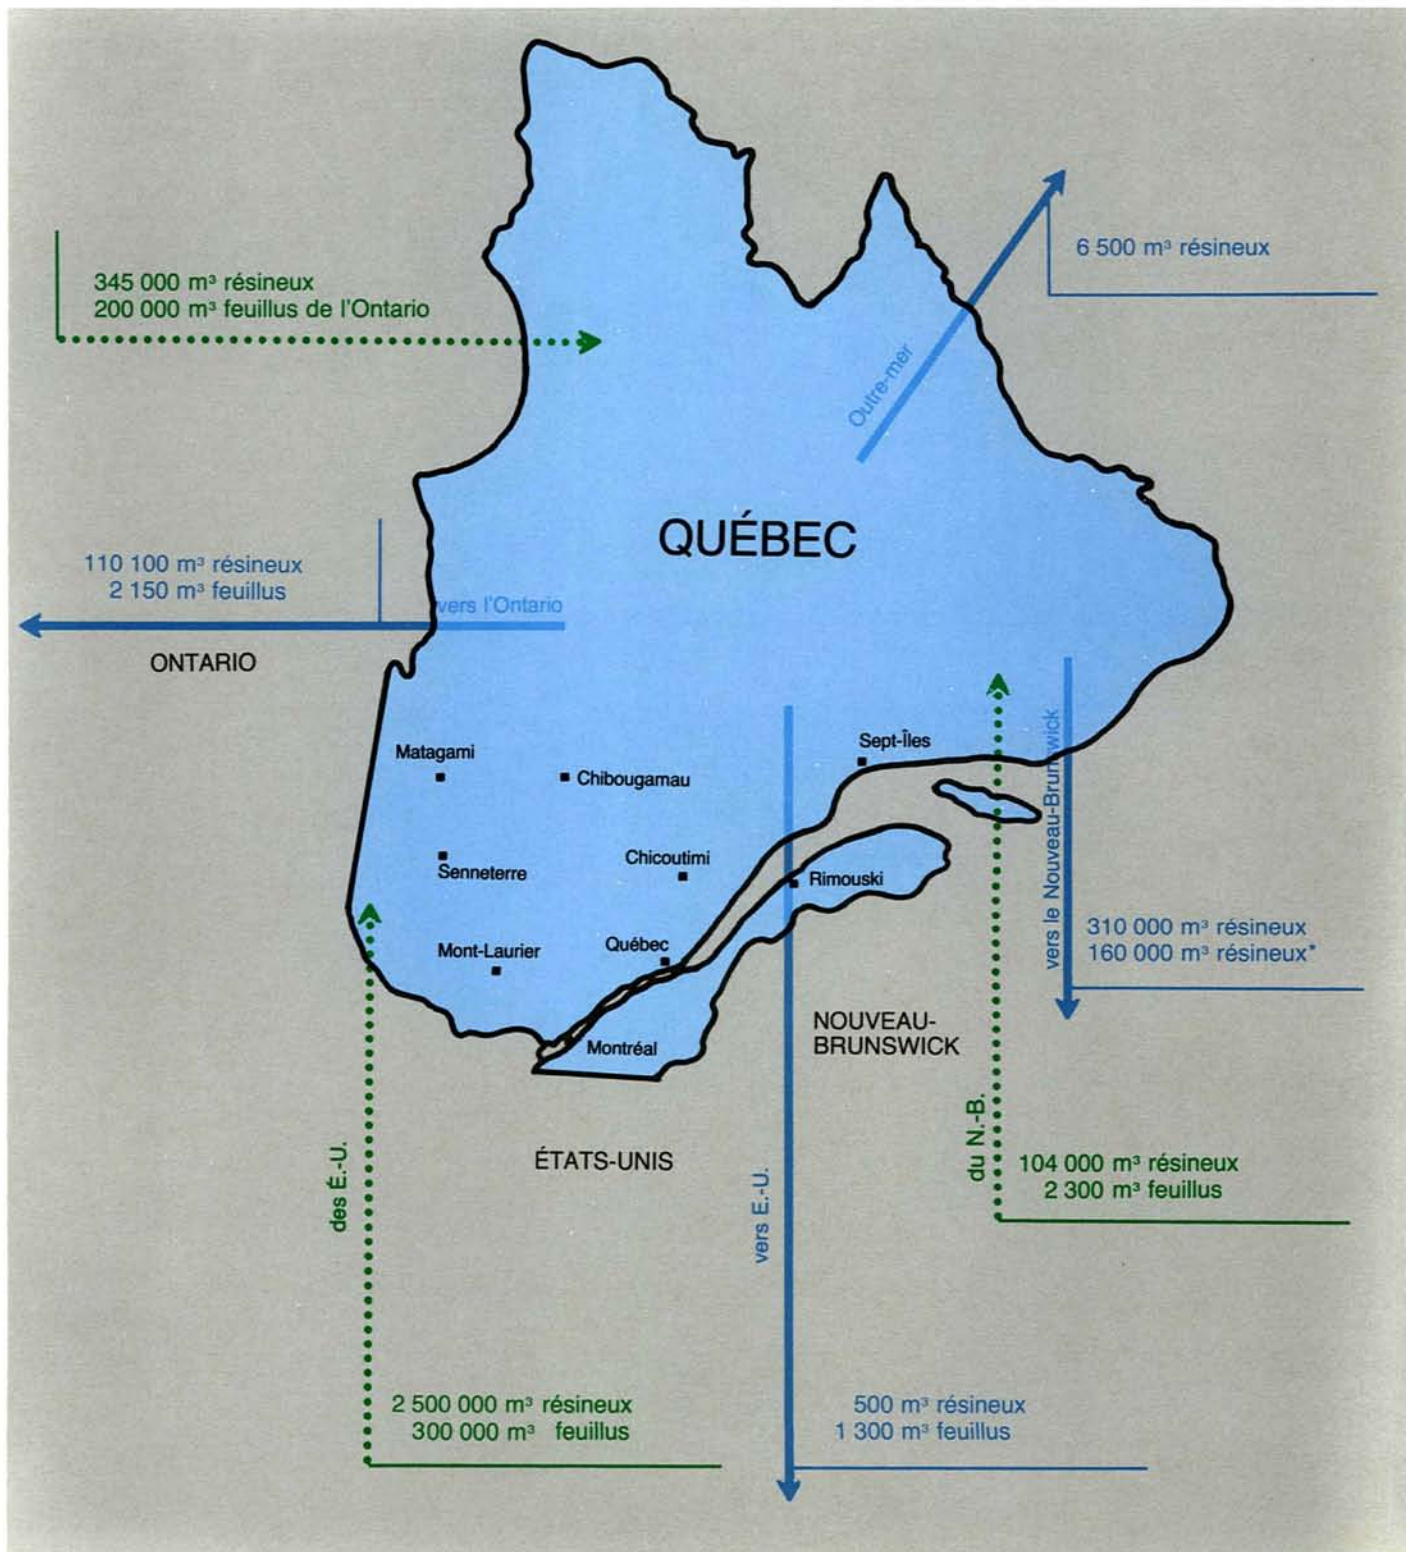 6 500 m³ résineux
345 000 m³ résineux
200 000 m³ feuillus de l'Ontario
Outre-mer
QUÉBEC
110 100 m³ résineux
2 150 m³ feuillus
vers l'Ontario
ONTARIO
Matagami
Chibougamau
Sept-Îles
vers le Nouveau-Brunswick
Senneterre
Chicoutimi
Rimouski
Mont-Laurier
Québec
310 000 m³ résineux
160 000 m³ résineux*
Montréal
NOUVEAU-
BRUNSWICK
ÉTATS-UNIS
des É.-U.
vers E.-U.
du N.-B.
104 000 m³ résineux
2 300 m³ feuillus
2 500 000 m³ résineux
300 000 m³ feuillus
500 m³ résineux
1 300 m³ feuillus